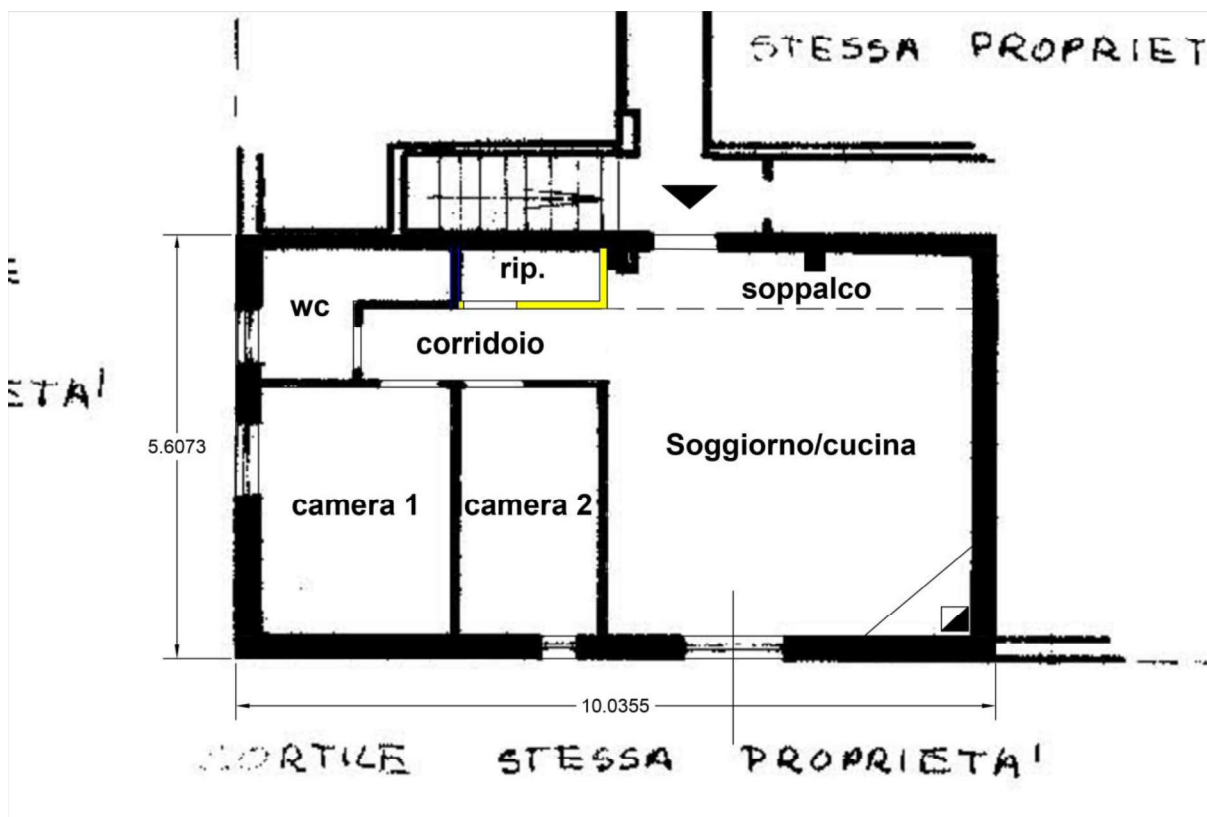 STESSA PROPRIET
rip.
wc
soppalco
corridoio
ETA'
5.6073
Soggiorno/cucina
camera 1
camera 2
10.0355
CORTILE STESSA PROPRIETA'